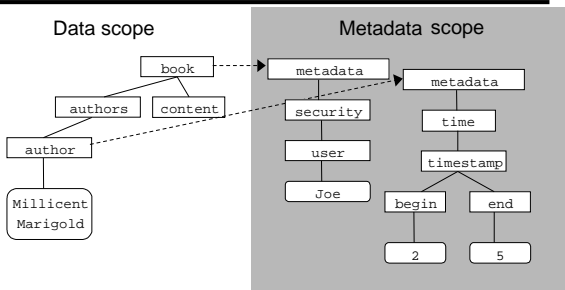 Data scope
Metadata scope
book
metadata
metadata
authors
content
security
time
author
user
timestamp
Millicent
Marigold
Joe
begin
end
2
5